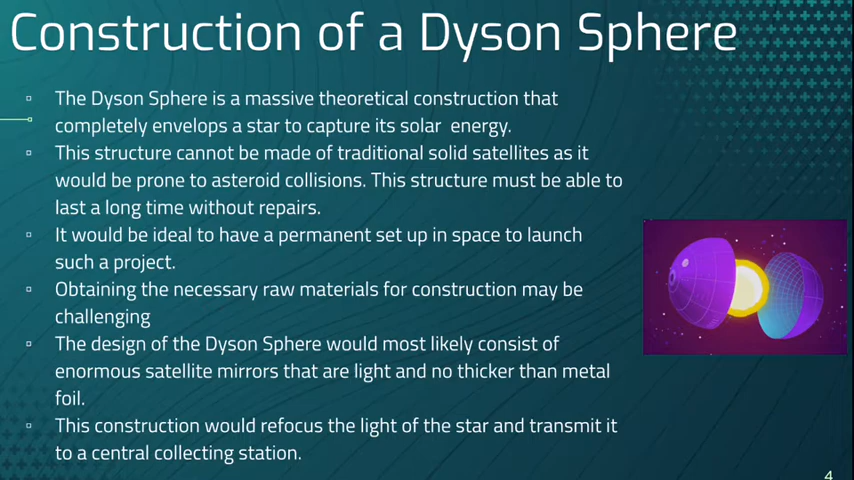 Construction of a Dyson Sphere
▫ The Dyson Sphere is a massive theoretical construction that
completely envelops a star to capture its solar energy.
▫ This structure cannot be made of traditional solid satellites as it
would be prone to asteroid collisions. This structure must be able to
last a long time without repairs.
▫ It would be ideal to have a permanent set up in space to launch
such a project.
▫ Obtaining the necessary raw materials for construction may be
challenging
▫ The design of the Dyson Sphere would most likely consist of
enormous satellite mirrors that are light and no thicker than metal
foil.
▫ This construction would refocus the light of the star and transmit it
to a central collecting station.
4